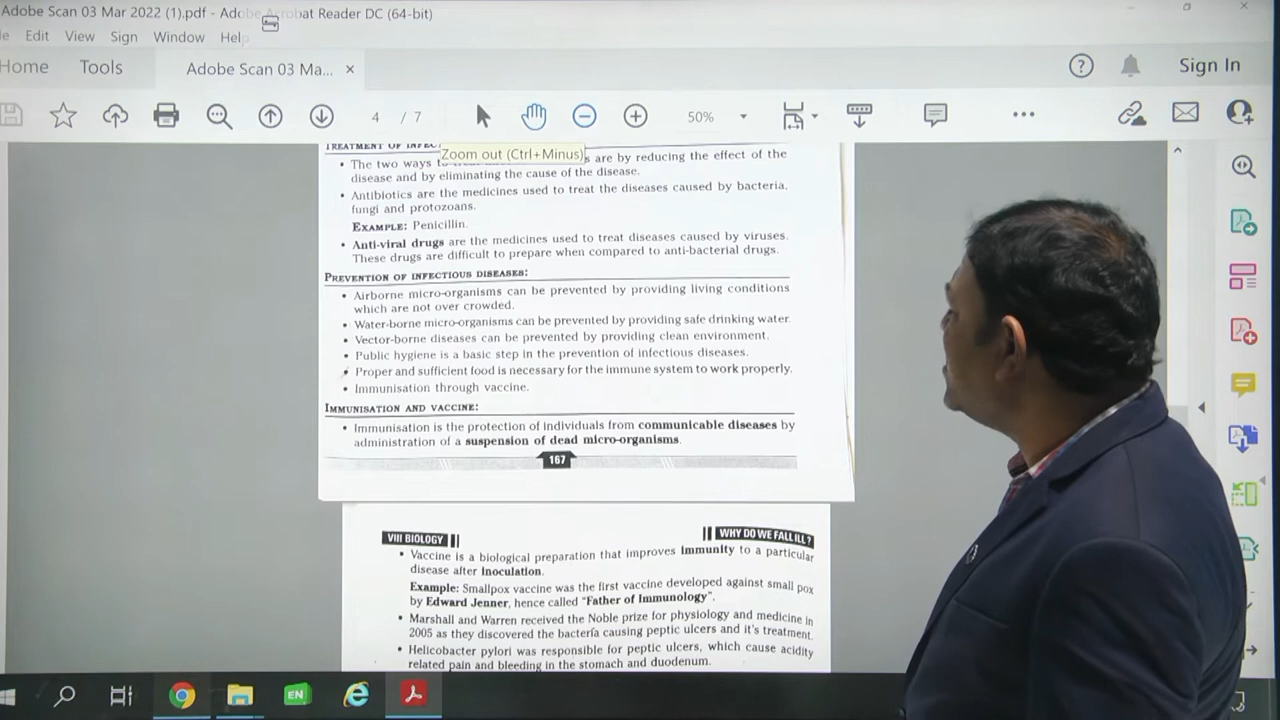 Adobe Scan 03 Mar 2022 (1).pdf - Adobe Acrobat Reader DC (64-bit)
Edit View Sign Window Help
Home Tools Adobe Scan 03 Ma... × Sign In
4 / 7 50%
Zoom out (Ctrl+Minus)
TREATMENT OF
• The two ways are by reducing the effect of the
disease and by eliminating the cause of the disease.
• Antibiotics are the medicines used to treat the diseases caused by bacteria,
fungi and protozoans.
EXAMPLE: Penicillin.
• Anti-viral drugs are the medicines used to treat diseases caused by viruses.
These drugs are difficult to prepare when compared to anti-bacterial drugs.
PREVENTION OF INFECTIOUS DISEASES:
• Airborne micro-organisms can be prevented by providing living conditions
which are not over crowded.
• Water-borne micro-organisms can be prevented by providing safe drinking water.
• Vector-borne diseases can be prevented by providing clean environment.
• Public hygiene is a basic step in the prevention of infectious diseases.
• Proper and sufficient food is necessary for the immune system to work properly.
• Immunisation through vaccine.
IMMUNISATION AND VACCINE:
• Immunisation is the protection of individuals from communicable diseases by
administration of a suspension of dead micro-organisms.
167
VIII BIOLOGY WHY DO WE FALL ILL?
• Vaccine is a biological preparation that improves immunity to a particular
disease after Inoculation.
Example: Smallpox vaccine was the first vaccine developed against small pox
by Edward Jenner, hence called "Father of Immunology".
• Marshall and Warren received the Noble prize for physiology and medicine in
2005 as they discovered the bacteria causing peptic ulcers and it's treatment.
• Helicobacter pylori was responsible for peptic ulcers, which cause acidity
related pain and bleeding in the stomach and duodenum.
EN